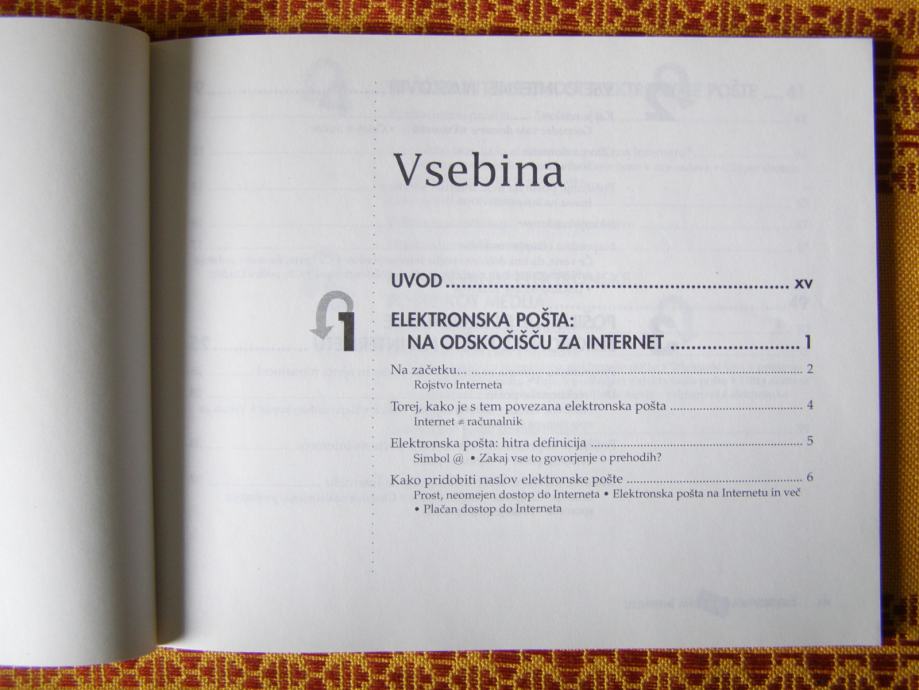 Vsebina
UVOD ........ xv
1
ELEKTRONSKA POŠTA:
NA ODSKOČIŠČU ZA INTERNET ........ 1
Na začetku... ........ 2
Rojstvo Interneta
Torej, kako je s tem povezana elektronska pošta ........ 4
Internet ≠ računalnik
Elektronska pošta: hitra definicija ........ 5
Simbol @ • Zakaj vse to govorjenje o prehodih?
Kako pridobiti naslov elektronske pošte ........ 6
Prost, neomejen dostop do Interneta • Elektronska pošta na Internetu in več
• Plačan dostop do Interneta